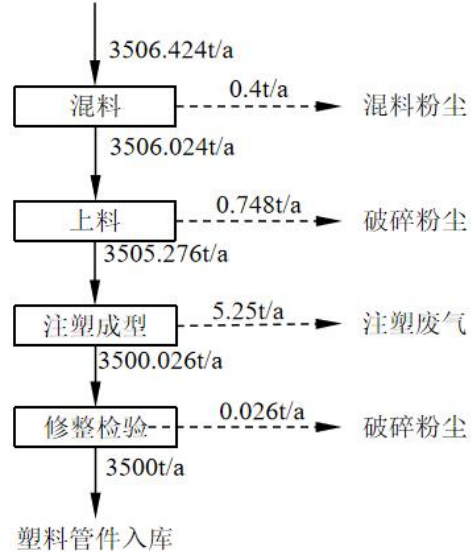 3506.424t/a
混料
0.4t/a
混料粉尘
3506.024t/a
上料
0.748t/a
破碎粉尘
3505.276t/a
注塑成型
5.25t/a
注塑废气
3500.026t/a
修整检验
0.026t/a
破碎粉尘
3500t/a
塑料管件入库